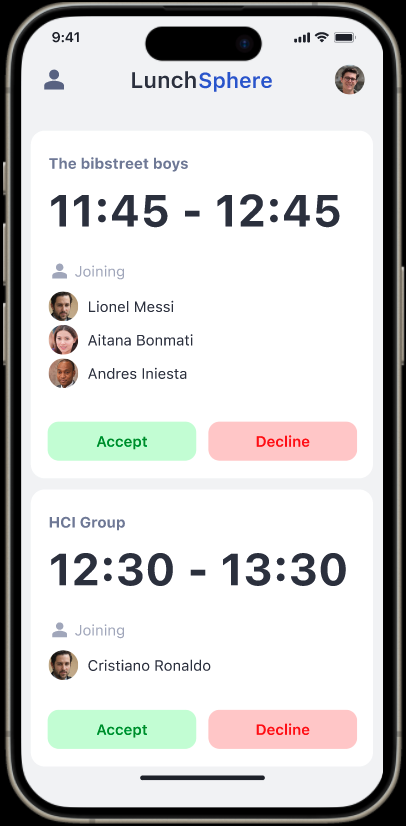 9:41
LunchSphere
The bibstreet boys
11:45 - 12:45
Joining
Lionel Messi
Aitana Bonmati
Andres Iniesta
Accept Decline
HCI Group
12:30 - 13:30
Joining
Cristiano Ronaldo
Accept Decline